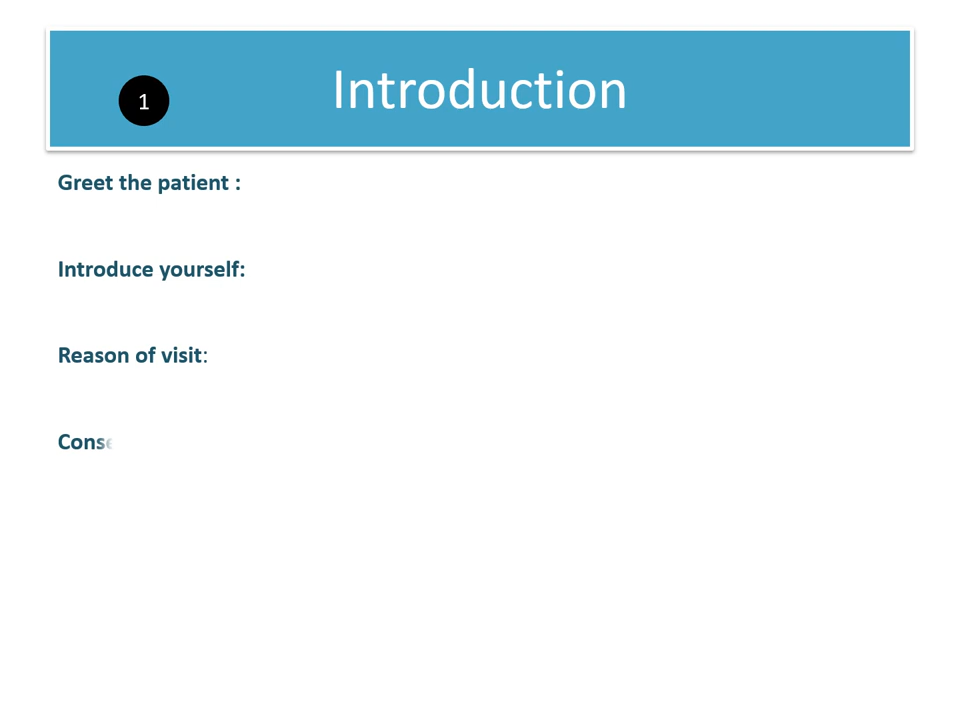 1
Introduction
Greet the patient :
Introduce yourself:
Reason of visit:
Conse